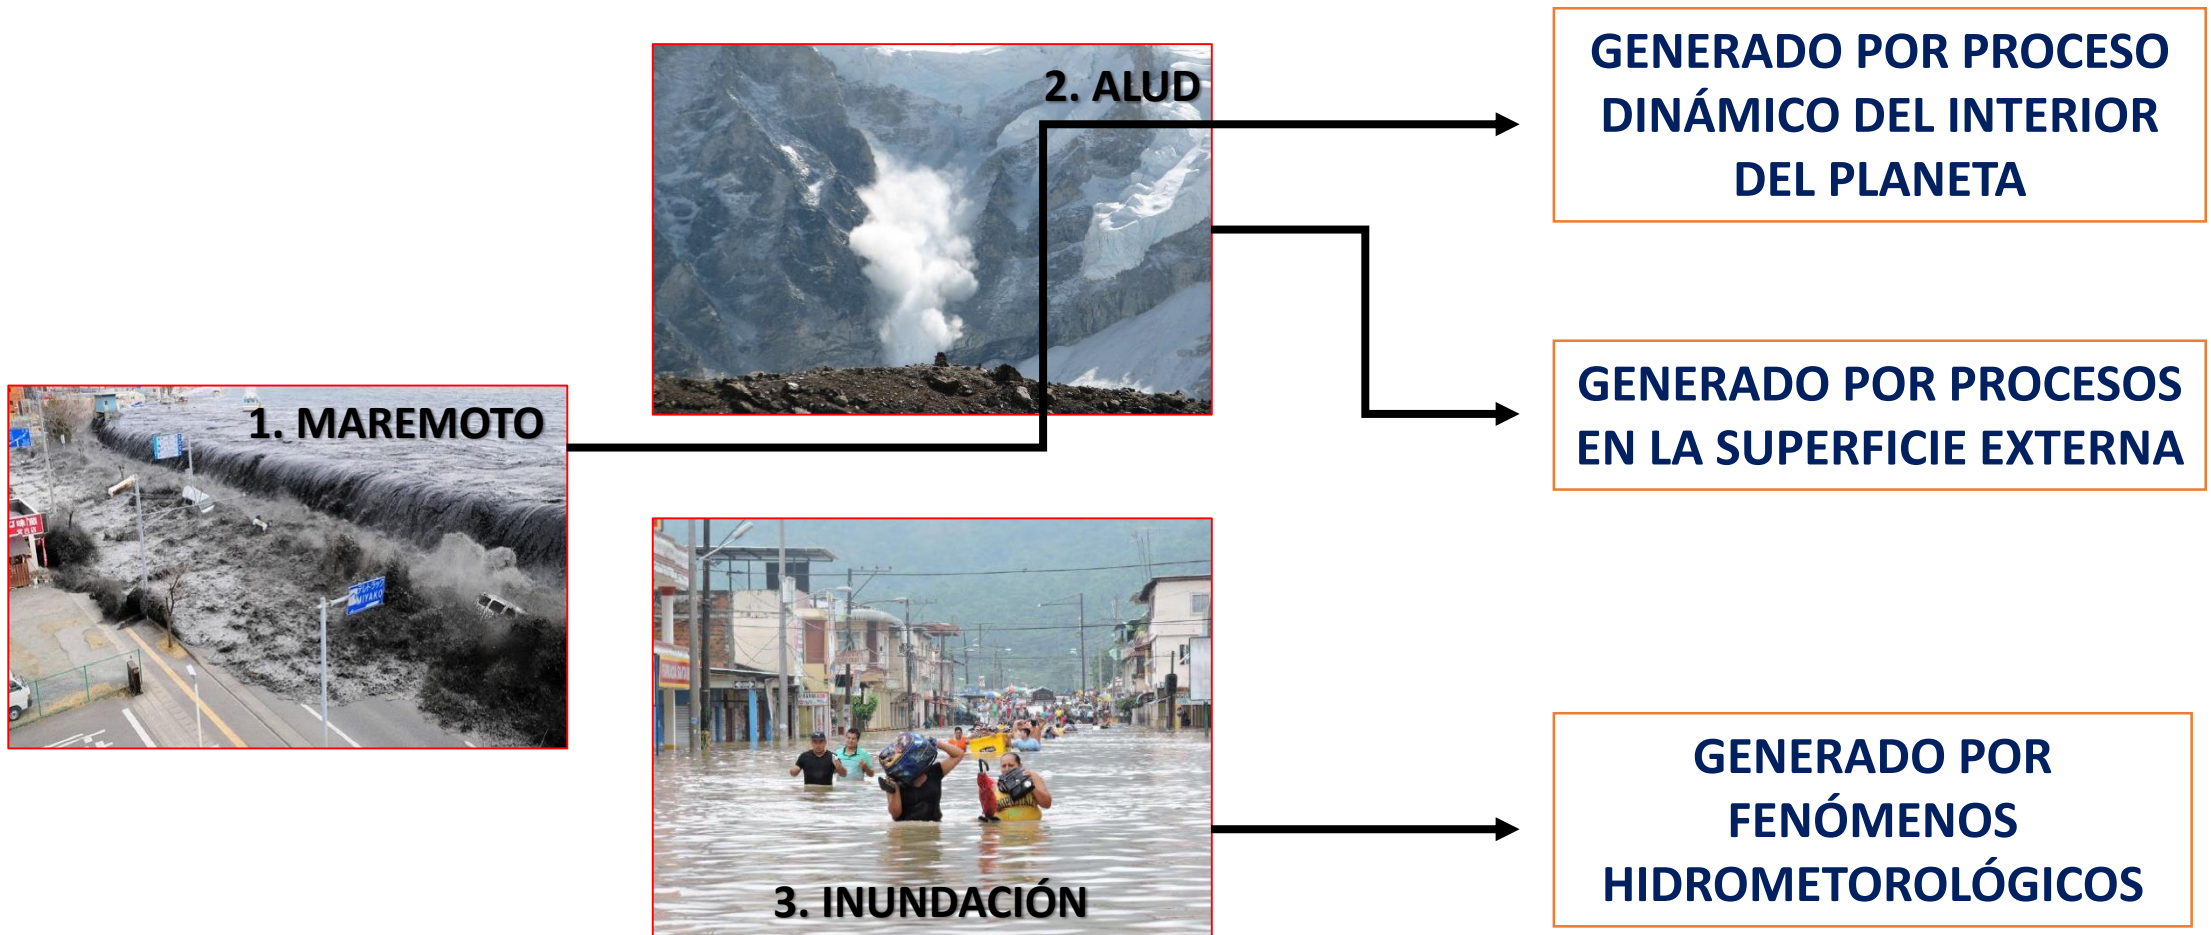 2. ALUD
GENERADO POR PROCESO
DINÁMICO DEL INTERIOR
DEL PLANETA
1. MAREMOTO
GENERADO POR PROCESOS
EN LA SUPERFICIE EXTERNA
MIYAKO
3. INUNDACIÓN
GENERADO POR
FENÓMENOS
HIDROMETOROLÓGICOS